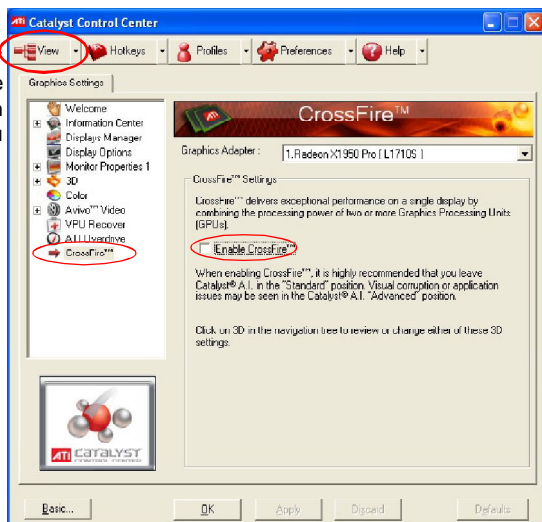 ATI Catalyst Control Center
View Hotkeys Profiles Preferences Help
Graphics Settings
Welcome
Information Center
Displays Manager
Display Options
Monitor Properties 1
3D
Color
Avivo™ Video
VPU Recover
ATI Overdrive
CrossFire™
CrossFire™
Graphics Adapter :
1.Radeon X1950 Pro [ L1710S ]
CrossFire™ Settings
CrossFire™ delivers exceptional performance on a single display by
combining the processing power of two or more Graphics Processing Units
(GPUs).
Enable CrossFire™
When enabling CrossFire™, it is highly recommended that you leave
Catalyst® A.I. in the "Standard" position. Visual corruption or application
issues may be seen in the Catalyst® A.I. "Advanced" position.
Click on 3D in the navigation tree to review or change either of these 3D
settings.
ATI CATALYST
CONTROL CENTER
Basic...
OK
Apply
Discard
Defaults